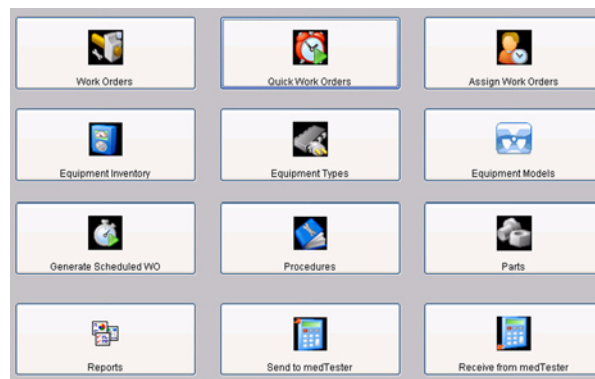 Work Orders
Quick Work Orders
Assign Work Orders
Equipment Inventory
Equipment Types
Equipment Models
Generate Scheduled WO
Procedures
Parts
Reports
Send to medTester
Receive from medTester